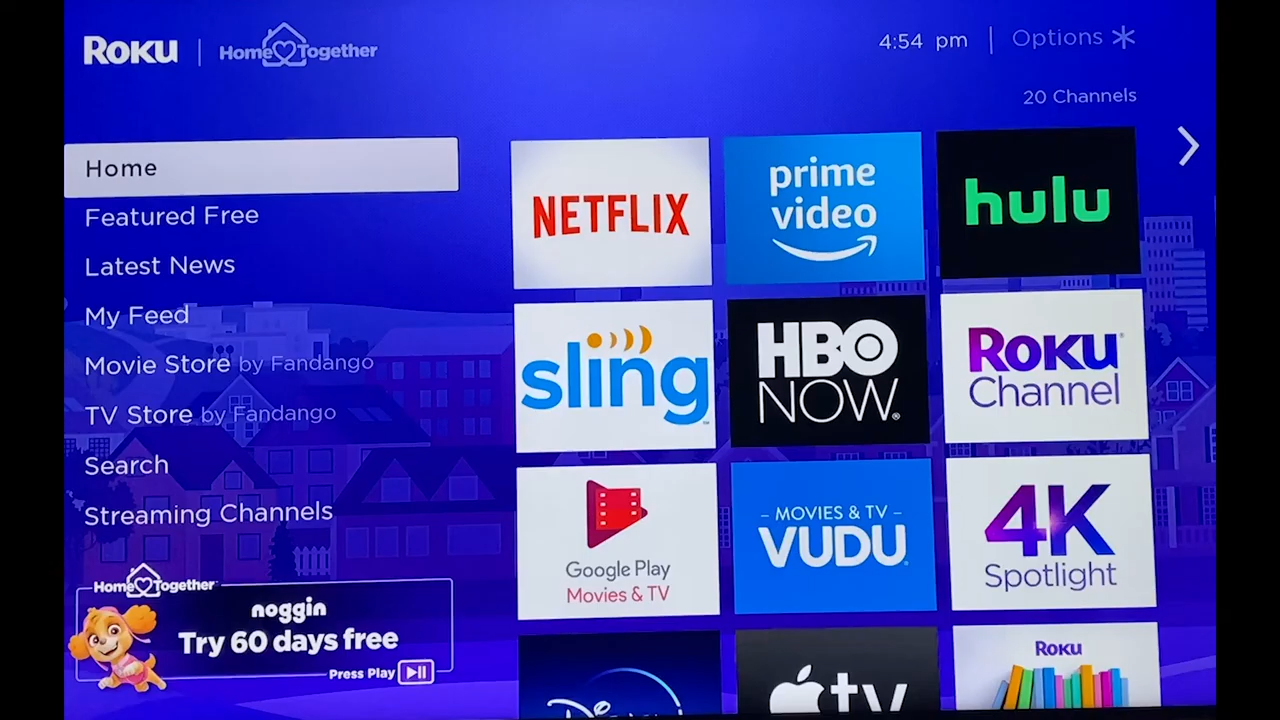 Roku | Home Together
4:54 pm | Options *
20 Channels
Home
Featured Free
Latest News
My Feed
Movie Store by Fandango
TV Store by Fandango
Search
Streaming Channels
Home Together
noggin
Try 60 days free
Press Play
NETFLIX
prime
video
hulu
sling
HBO
NOW®
Roku
Channel
Google Play
Movies & TV
– MOVIES & TV –
VUDU
4K
Spotlight
Disney
tv
Roku